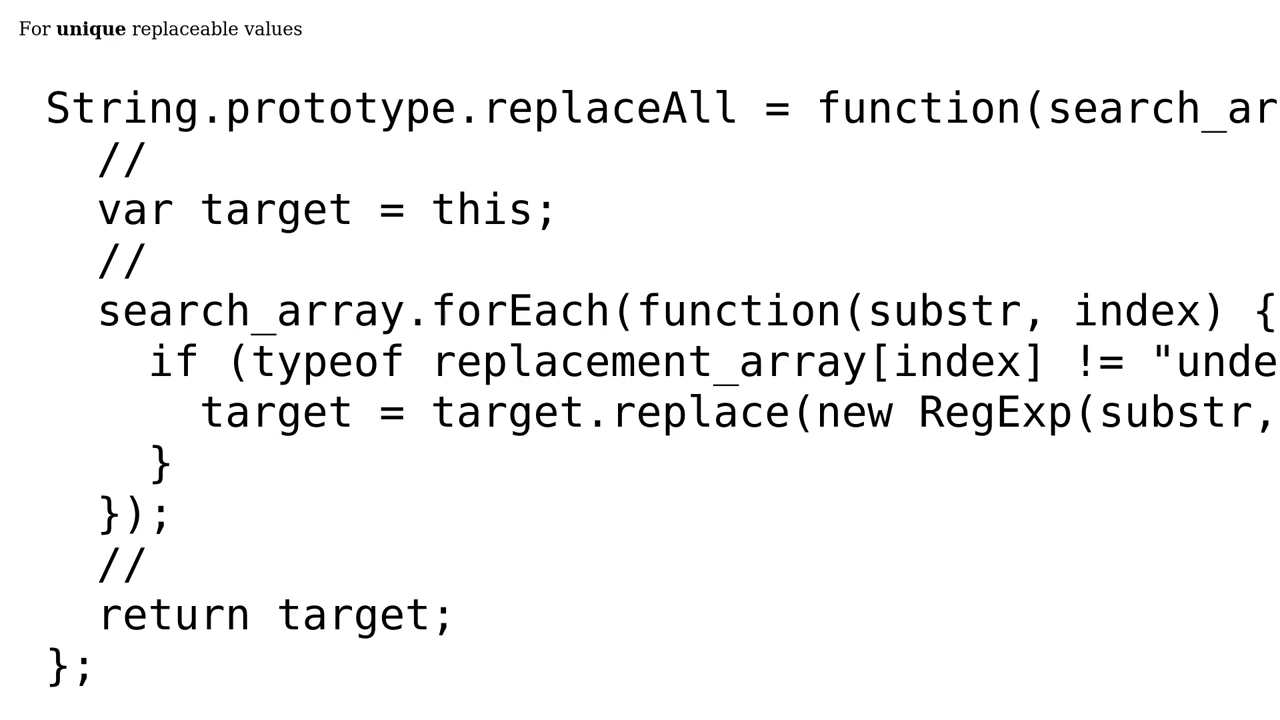 For unique replaceable values
String.prototype.replaceAll = function(search_ar
  //
  var target = this;
  //
  search_array.forEach(function(substr, index) {
    if (typeof replacement_array[index] != "unde
      target = target.replace(new RegExp(substr,
    }
  });
  //
  return target;
};